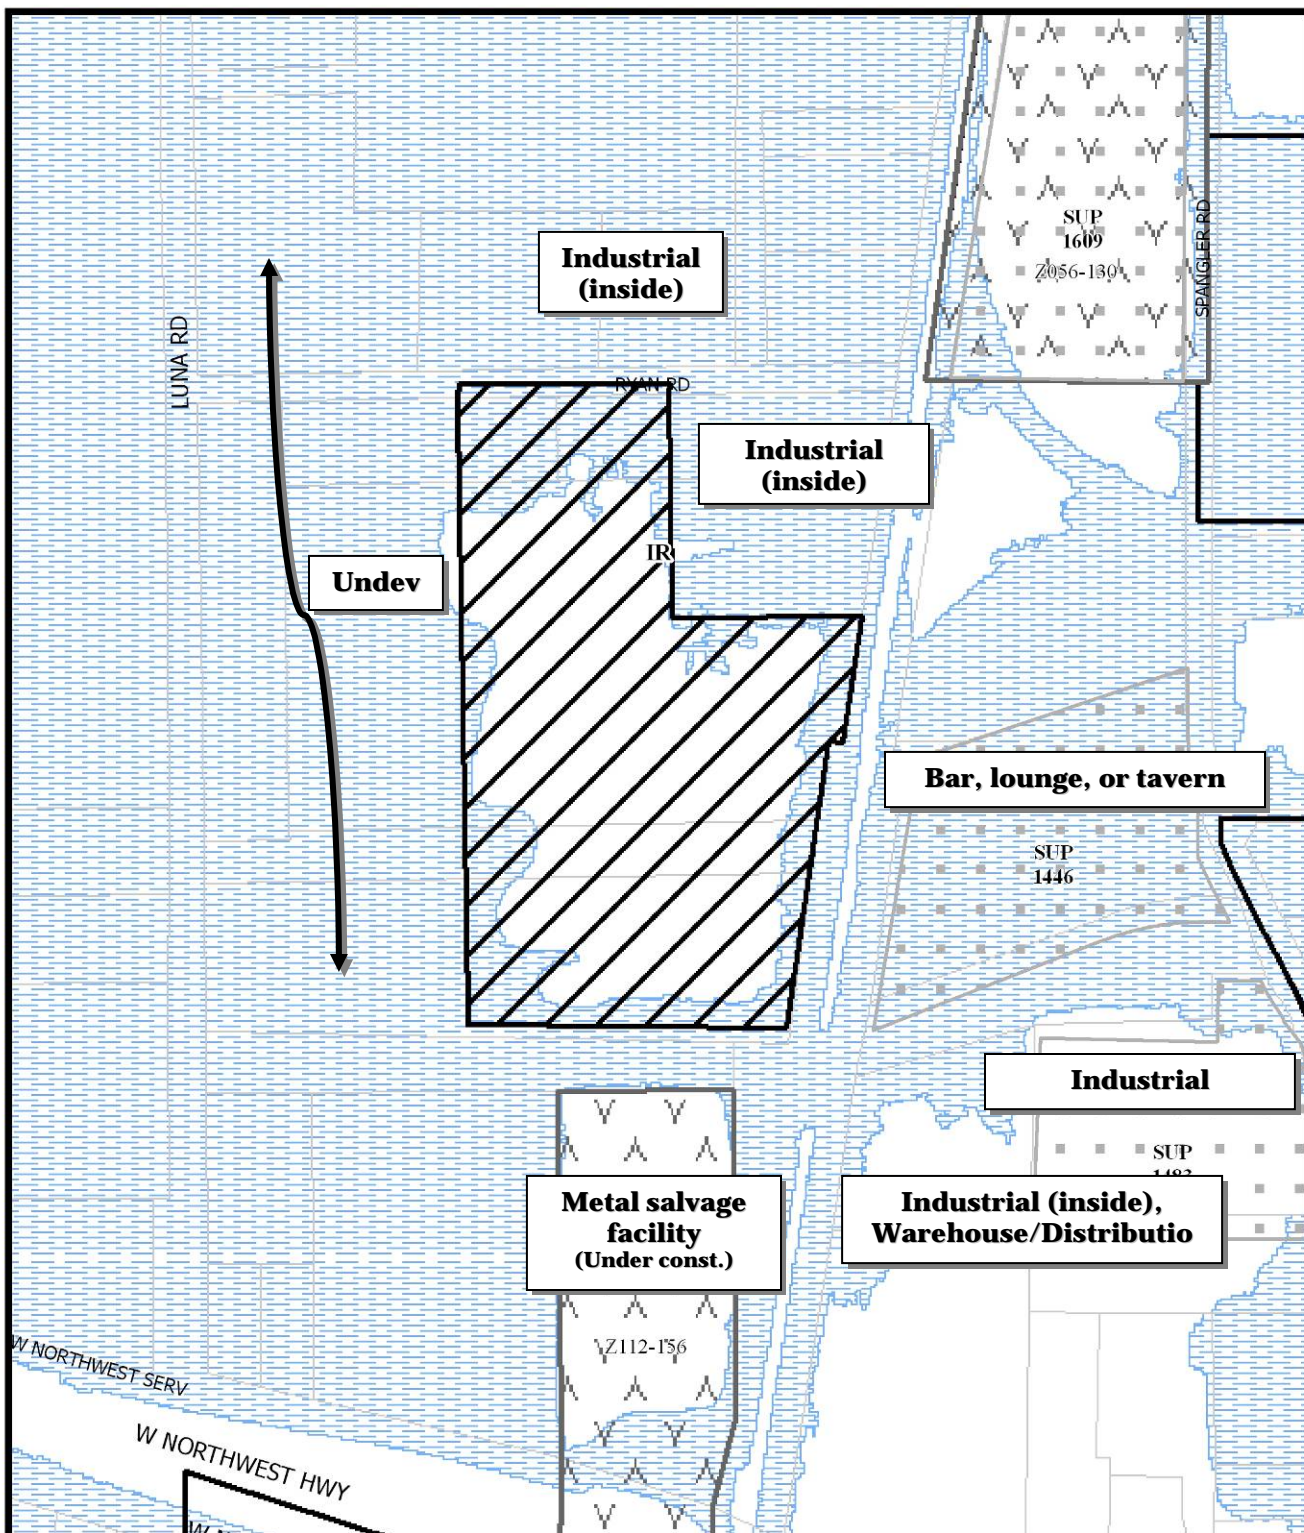 SUP
1609
Z056-130
SPANGLER RD
Industrial
(inside)
LUNA RD
RYAN RD
Industrial
(inside)
IR
Undev
Bar, lounge, or tavern
SUP
1446
Industrial
SUP
Metal salvage
facility
(Under const.)
Industrial (inside),
Warehouse/Distributio
Z112-156
W NORTHWEST SERV
W NORTHWEST HWY